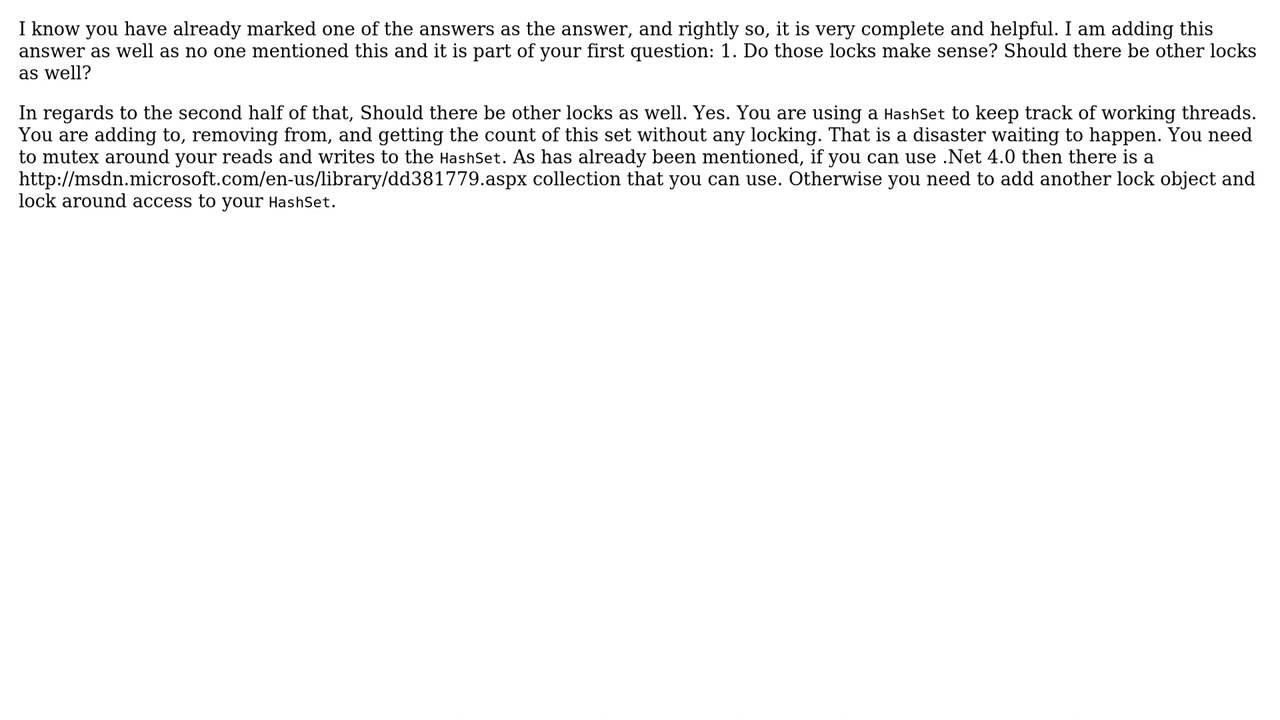 I know you have already marked one of the answers as the answer, and rightly so, it is very complete and helpful. I am adding this
answer as well as no one mentioned this and it is part of your first question: 1. Do those locks make sense? Should there be other locks
as well?
In regards to the second half of that, Should there be other locks as well. Yes. You are using a HashSet to keep track of working threads.
You are adding to, removing from, and getting the count of this set without any locking. That is a disaster waiting to happen. You need
to mutex around your reads and writes to the HashSet. As has already been mentioned, if you can use .Net 4.0 then there is a
http://msdn.microsoft.com/en-us/library/dd381779.aspx collection that you can use. Otherwise you need to add another lock object and
lock around access to your HashSet.